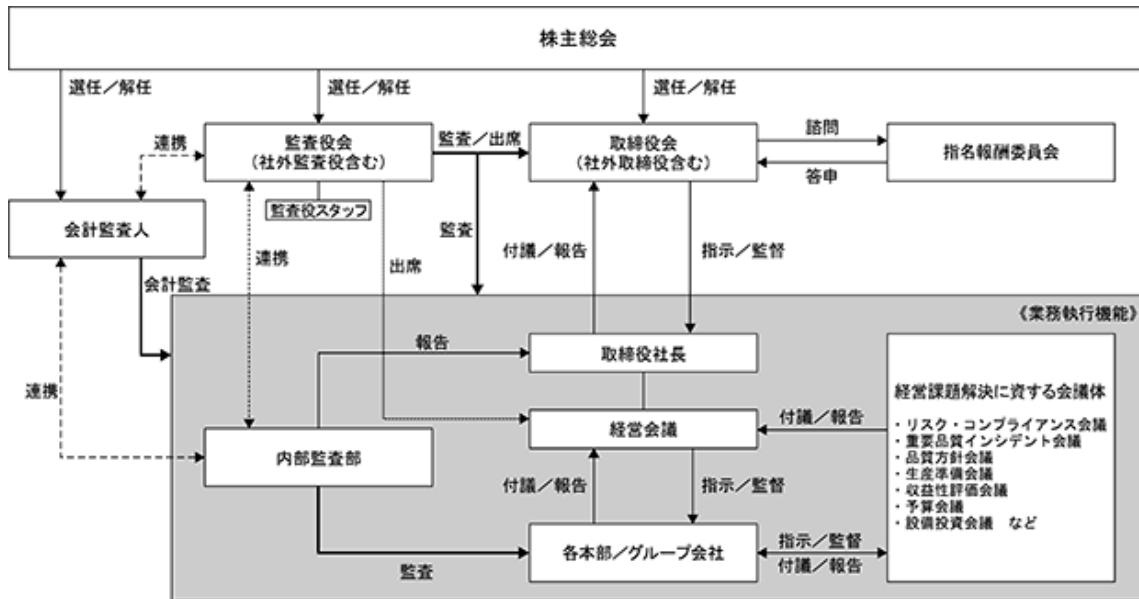 株主総会
選任／解任
選任／解任
選任／解任
連携
監査役会
（社外監査役含む）
監査／出席
取締役会
（社外取締役含む）
諮問
答申
指名報酬委員会
監査役スタッフ
会計監査人
監査
付議／報告
指示／監督
連携
出席
会計監査
《業務執行機能》
報告
取締役社長
連携
経営課題解決に資する会議体
・リスク・コンプライアンス会議
・重要品質インシデント会議
・品質方針会議
・生産準備会議
・収益性評価会議
・予算会議
・設備投資会議　など
経営会議
付議／報告
内部監査部
付議／報告
指示／監督
各本部／グループ会社
指示／監督
付議／報告
監査